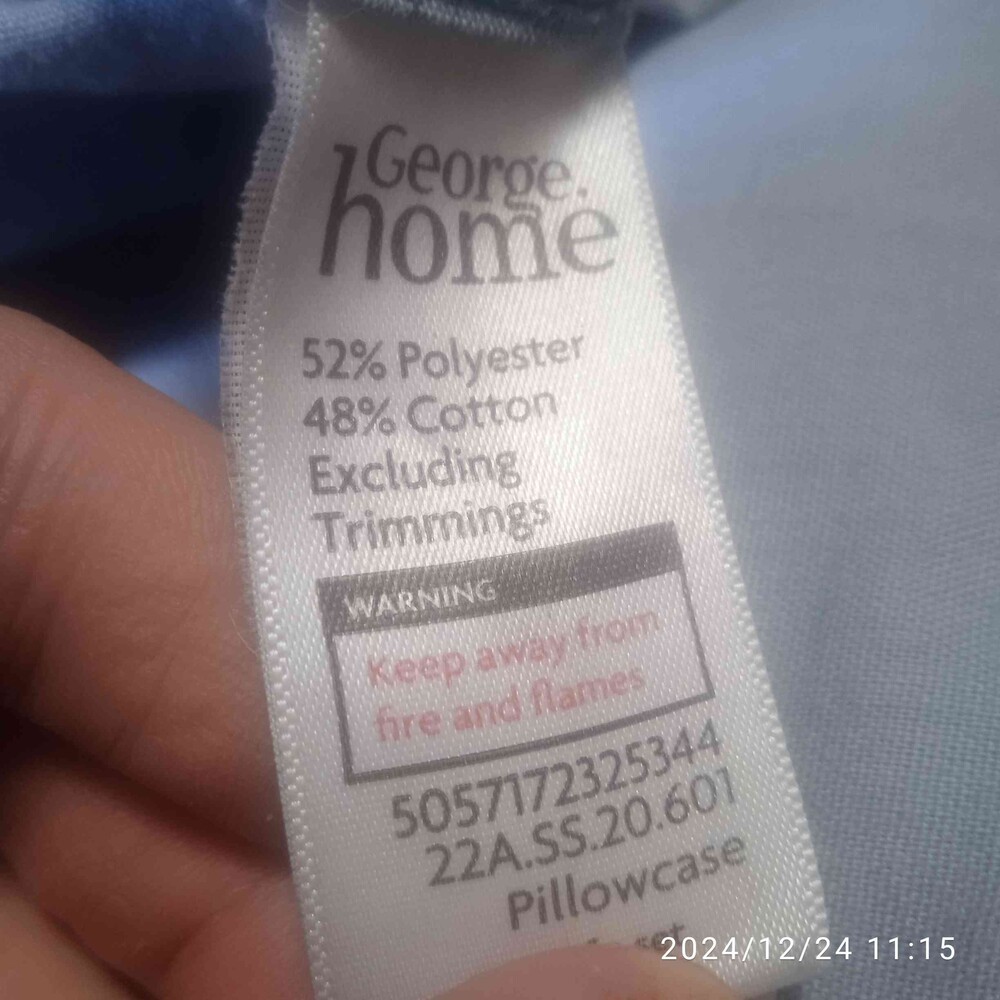 George.
home
52% Polyester
48% Cotton
Excluding
Trimmings
WARNING
Keep away from
fire and flames
5057172325344
22A.SS.20.601
Pillowcase
set
2024/12/24 11:15